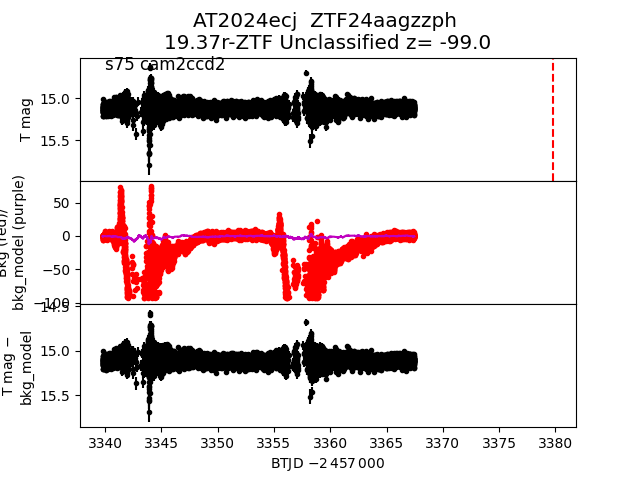 AT2024ecj ZTF24aagzzph
19.37r-ZTF Unclassified z= -99.0
s75 cam2ccd2
T mag
15.0
15.5
Bkg (red)/
bkg_model (purple)
50
0
−50
−100
T mag −
bkg_model
14.5
15.0
15.5
3340 3345 3350 3355 3360 3365 3370 3375 3380
BTJD −2 457 000